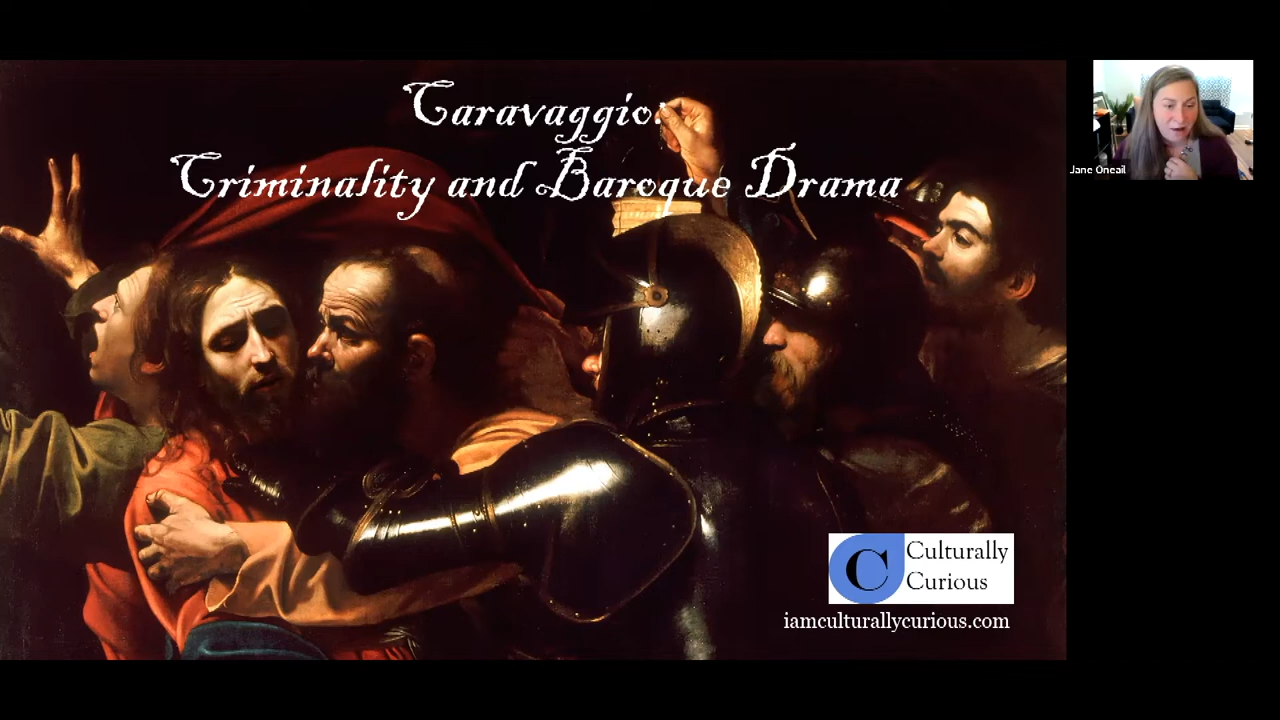 Caravaggio:
Criminality and Baroque Drama
Jane Oneail
C
Culturally
Curious
iamculturallycurious.com